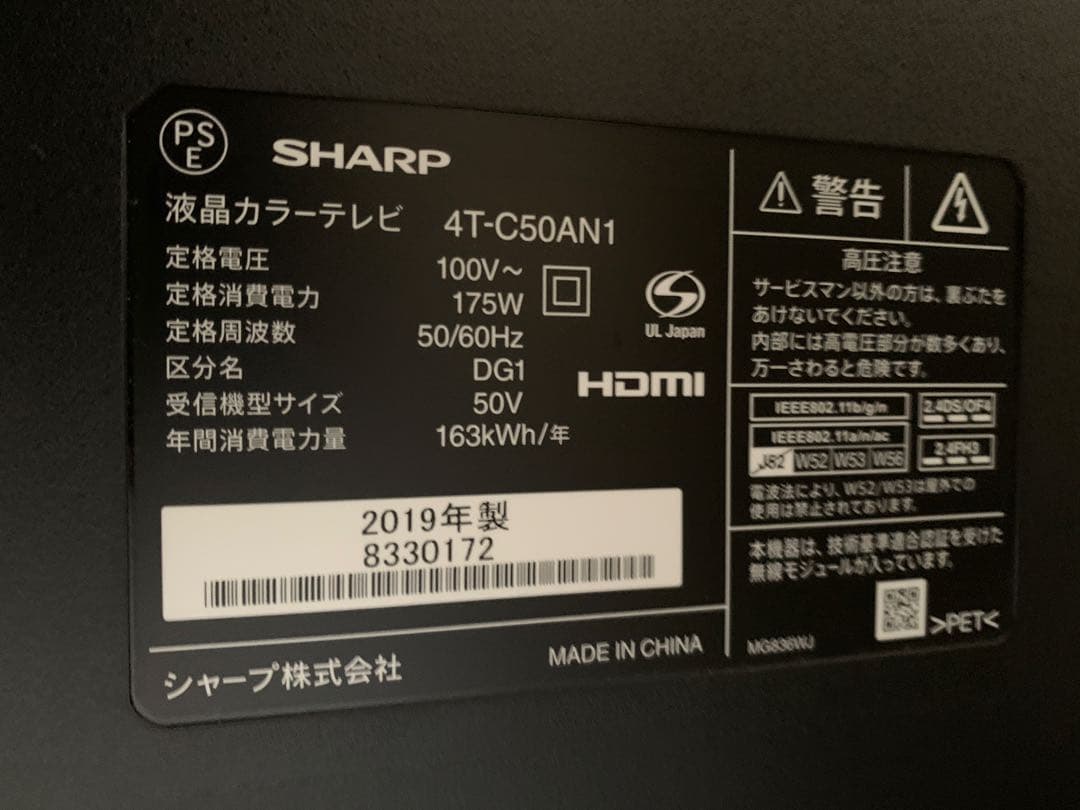 PSE
SHARP
液晶カラーテレビ 4T-C50AN1
定格電圧 100V～
定格消費電力 175W
定格周波数 50/60Hz
区分名 DG1
受信機型サイズ 50V
年間消費電力量 163kWh/年
UL Japan
HDMI
2019年製
8330172
シャープ株式会社
MADE IN CHINA
警告
高圧注意
サービスマン以外の方は、裏ぶたを
あけないでください。
内部には高電圧部分が数多くあり、
万一さわると危険です。
IEEE802.11b/g/n
2.4DS/OF4
IEEE802.11a/n/ac
J52 W52 W53 W56
2.4FH3
電波法により、W52/W53は屋外での
使用は禁止されております。
本機器は、技術基準適合認証を受けた
無線モジュールが入っています。
>PET<
MG836WJ